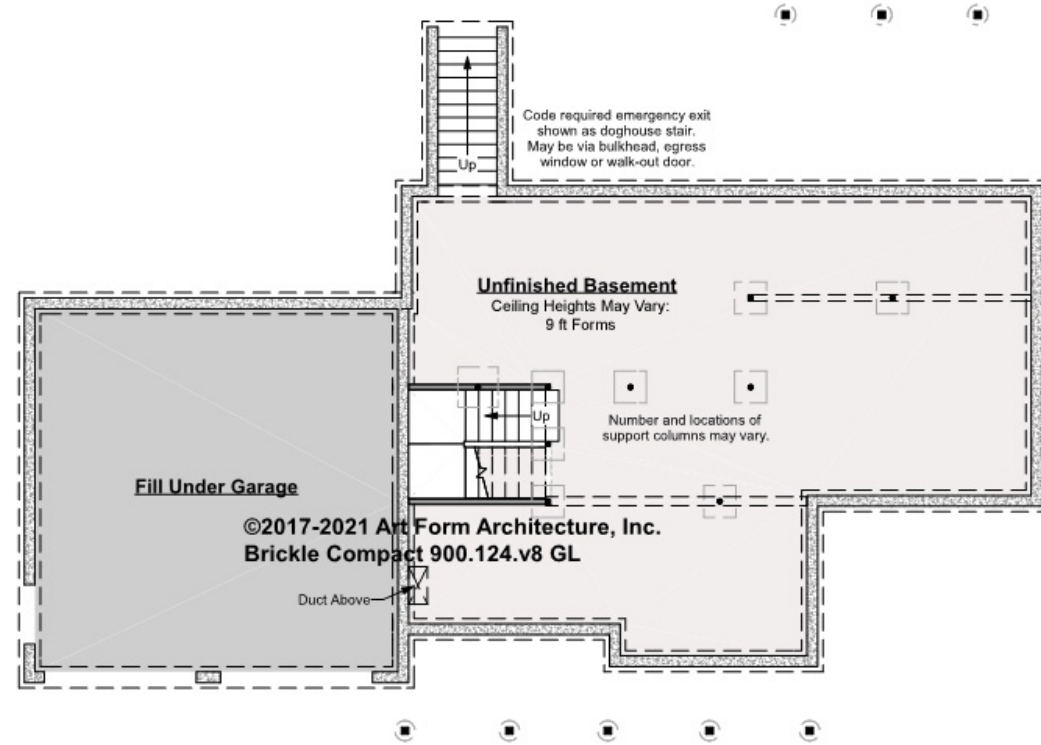 Code required emergency exit
shown as doghouse stair.
May be via bulkhead, egress
window or walk-out door.
Up
Unfinished Basement
Ceiling Heights May Vary:
9 ft Forms
Up
Number and locations of
support columns may vary.
Fill Under Garage
©2017-2021 Art Form Architecture, Inc.
Brickle Compact 900.124.v8 GL
Duct Above